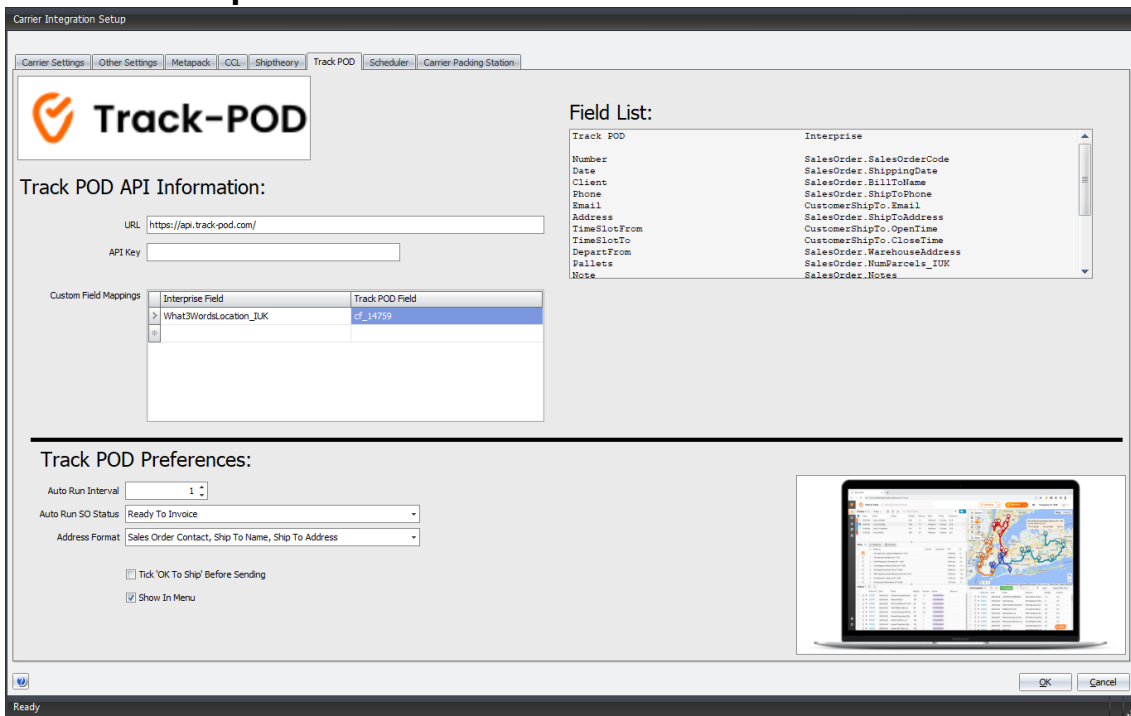 Carrier Integration Setup
Carrier Settings Other Settings Metapack CCL Shiptheory Track POD Scheduler Carrier Packing Station
Track-POD
Track POD API Information:
URL https://api.track-pod.com/
API Key
Custom Field Mappings
Interprise Field Track POD Field
What3WordsLocation_IUK cf_14759
Field List:
Track POD Interprise
Number SalesOrder.SalesOrderCode
Date SalesOrder.ShippingDate
Client SalesOrder.BillToName
Phone SalesOrder.ShipToPhone
Email CustomerShipTo.Email
Address SalesOrder.ShipToAddress
TimeSlotFrom CustomerShipTo.OpenTime
TimeSlotTo CustomerShipTo.CloseTime
DepartFrom SalesOrder.WarehouseAddress
Pallets SalesOrder.NumParcels_IUK
Note SalesOrder.Notes
Track POD Preferences:
Auto Run Interval 1
Auto Run SO Status Ready To Invoice
Address Format Sales Order Contact, Ship To Name, Ship To Address
Tick 'OK To Ship' Before Sending
Show In Menu
OK Cancel
Ready